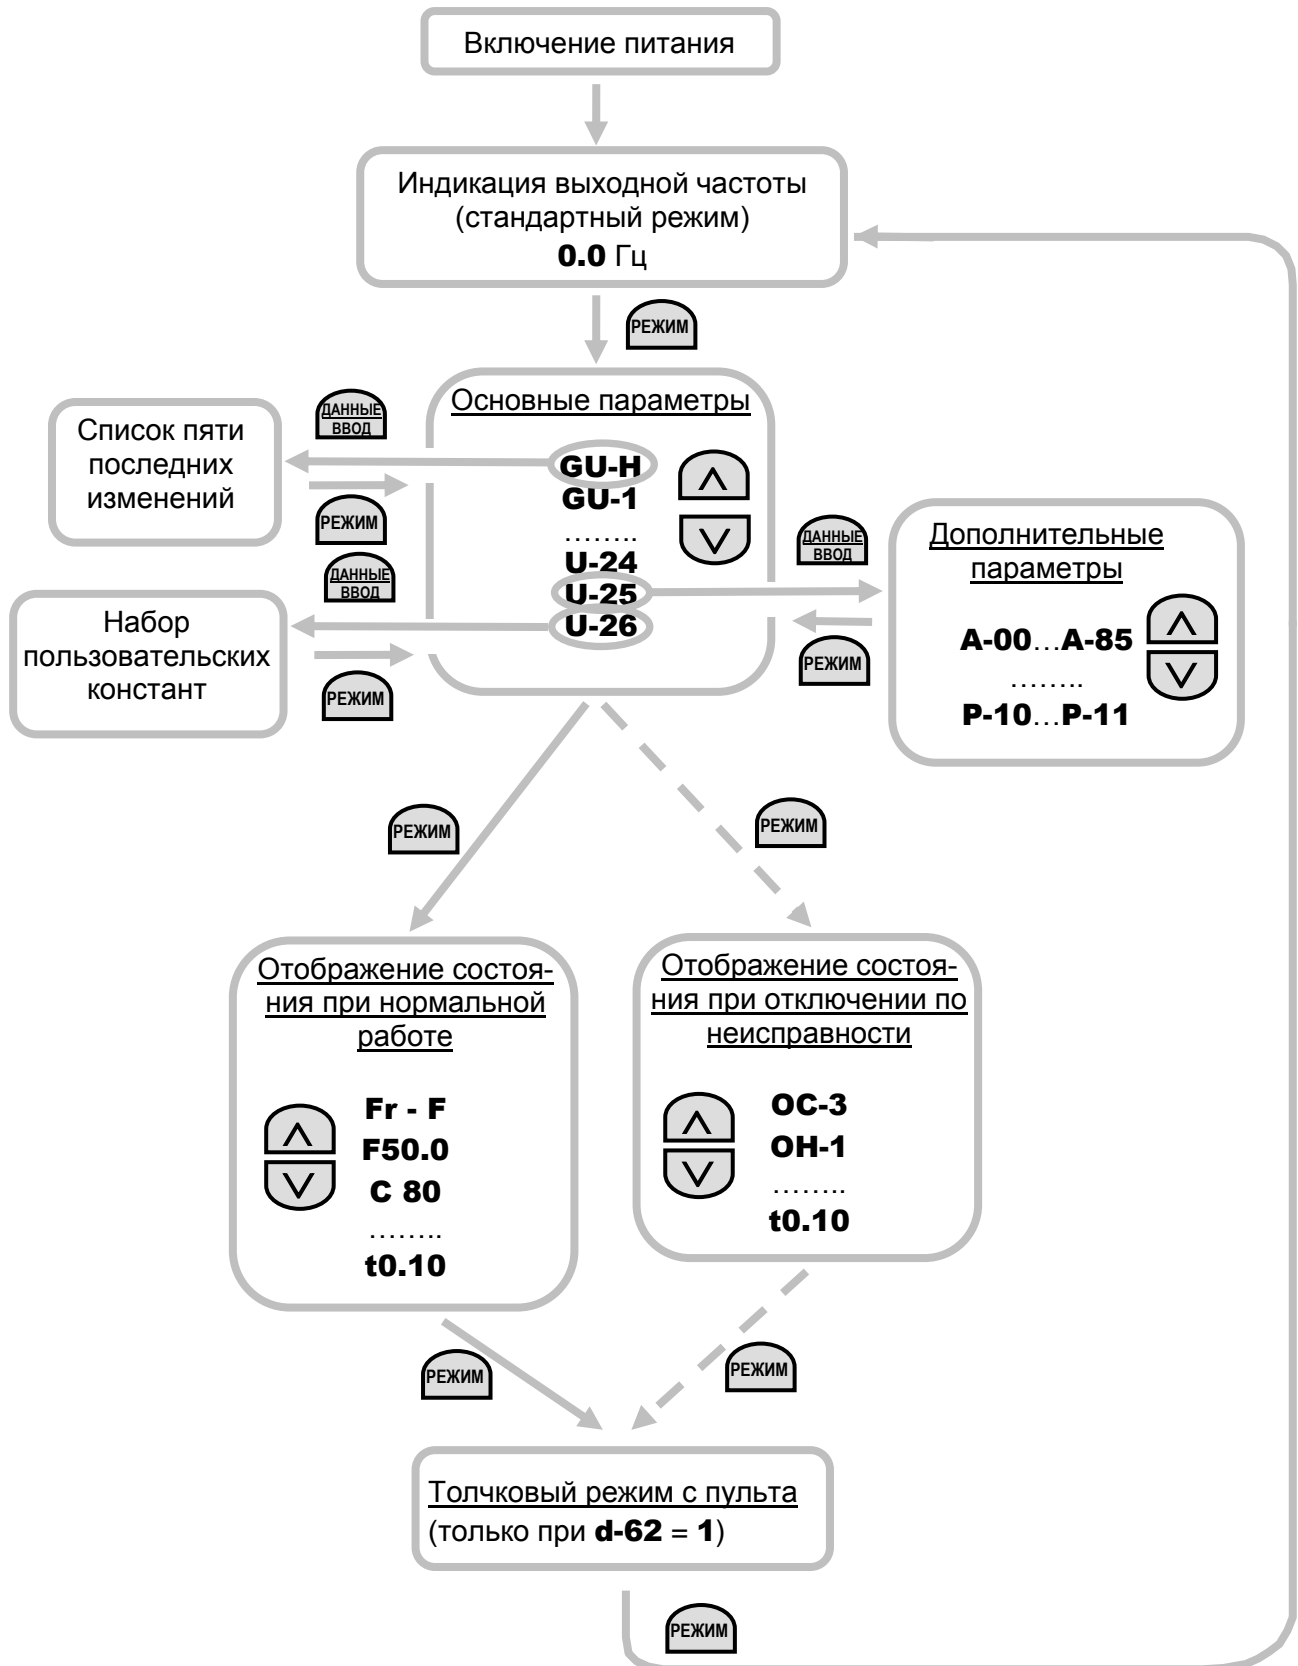 Включение питания
Индикация выходной частоты
(стандартный режим)
0.0 Гц
РЕЖИМ
Основные параметры
GU-H
GU-1
........
U-24
U-25
U-26
ДАННЫЕ
ВВОД
Список пяти
последних
изменений
РЕЖИМ
ДАННЫЕ
ВВОД
Набор
пользовательских
констант
РЕЖИМ
ДАННЫЕ
ВВОД
РЕЖИМ
Дополнительные
параметры
A-00...A-85
........
P-10...P-11
РЕЖИМ
РЕЖИМ
Отображение состоя-
ния при нормальной
работе
Fr - F
F50.0
C 80
........
t0.10
Отображение состоя-
ния при отключении по
неисправности
OC-3
OH-1
........
t0.10
РЕЖИМ
РЕЖИМ
Толчковый режим с пульта
(только при d-62 = 1)
РЕЖИМ